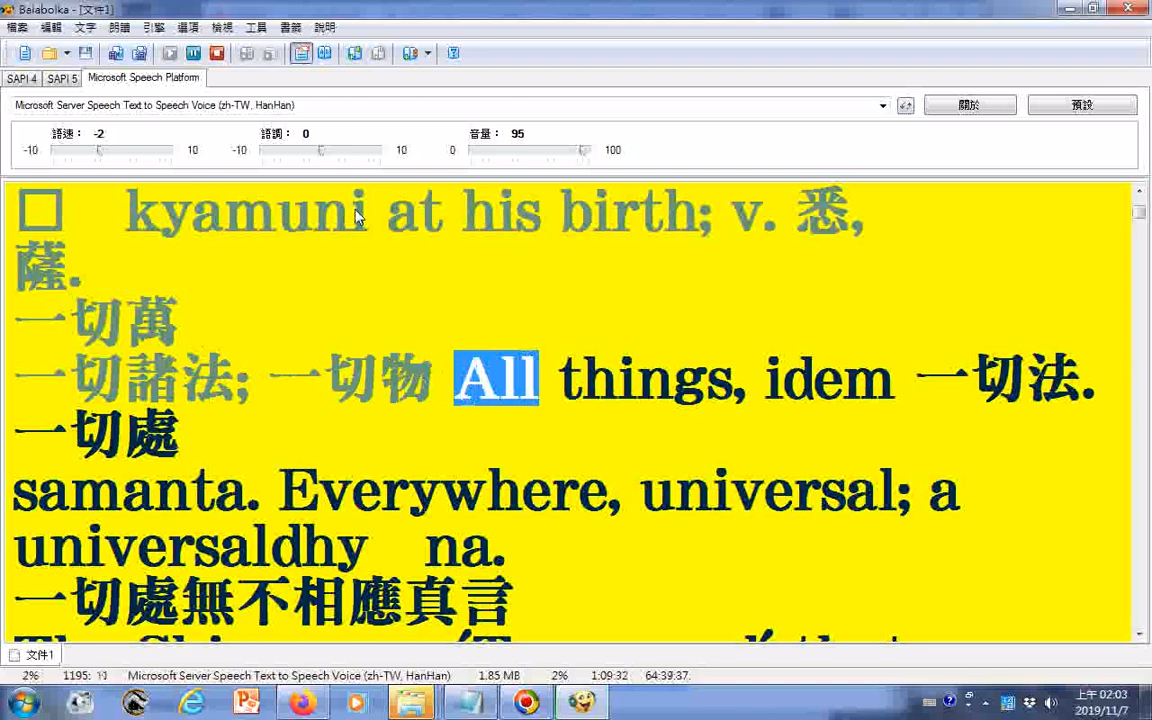 Balabolka - [文件1]
檔案 編輯 文字 朗讀 引擎 選項 檢視 工具 書籤 說明
SAPI 4 SAPI 5 Microsoft Speech Platform
Microsoft Server Speech Text to Speech Voice (zh-TW, HanHan) 關於 預設
語速： -2 語調： 0 音量： 95
-10 10 -10 10 0 100
□ kyamuni at his birth; v. 悉,
薩.
一切萬
一切諸法; 一切物 All things, idem 一切法.
一切處
samanta. Everywhere, universal; a
universaldhy na.
一切處無不相應真言
文件1
2% 1195: Microsoft Server Speech Text to Speech Voice (zh-TW, HanHan) 1.85 MB 2% 1:09:32 64:39:37.
上午 02:03
2019/11/7